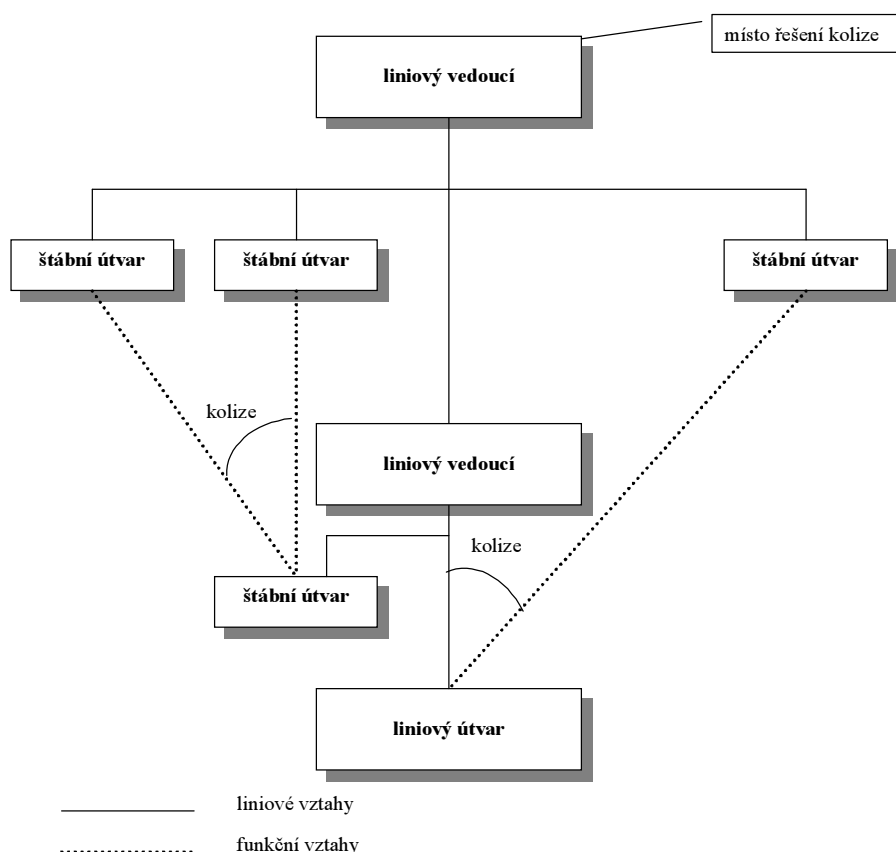 místo řešení kolize
liniový vedoucí
štábní útvar
štábní útvar
štábní útvar
kolize
liniový vedoucí
kolize
štábní útvar
liniový útvar
liniové vztahy
funkční vztahy